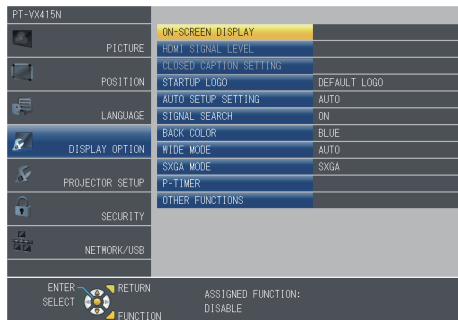 PT-VX415N
PICTURE
POSITION
LANGUAGE
DISPLAY OPTION
PROJECTOR SETUP
SECURITY
NETWORK/USB
ON-SCREEN DISPLAY
HDMI SIGNAL LEVEL
CLOSED CAPTION SETTING
STARTUP LOGO DEFAULT LOGO
AUTO SETUP SETTING AUTO
SIGNAL SEARCH ON
BACK COLOR BLUE
WIDE MODE AUTO
SXGA MODE SXGA
P-TIMER
OTHER FUNCTIONS
ENTER RETURN
SELECT
FUNCTION
ASSIGNED FUNCTION:
DISABLE